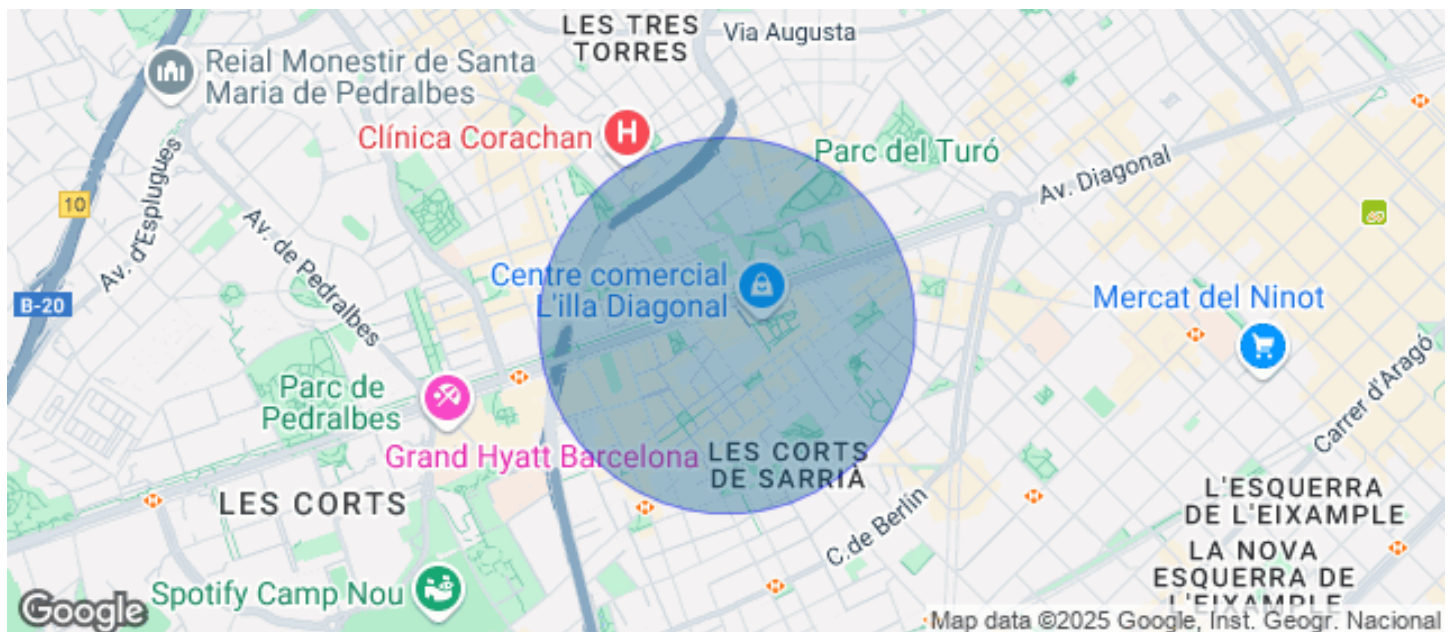 LES TRES
TORRES
Via Augusta
Reial Monestir de Santa
Maria de Pedralbes
Clínica Corachan
H
Parc del Turó
Av. Diagonal
10
Av. d'Esplugues
Av. de Pedralbes
B-20
Centre comercial
L'illa Diagonal
Mercat del Ninot
Carrer d'Aragó
Parc de
Pedralbes
Grand Hyatt Barcelona
LES CORTS
DE SARRIÀ
LES CORTS
C. de Berlín
L'ESQUERRA
DE L'EIXAMPLE
LA NOVA
ESQUERRA DE
L'EIXAMPLE
Spotify Camp Nou
Google
Map data ©2025 Google, Inst. Geogr. Nacional